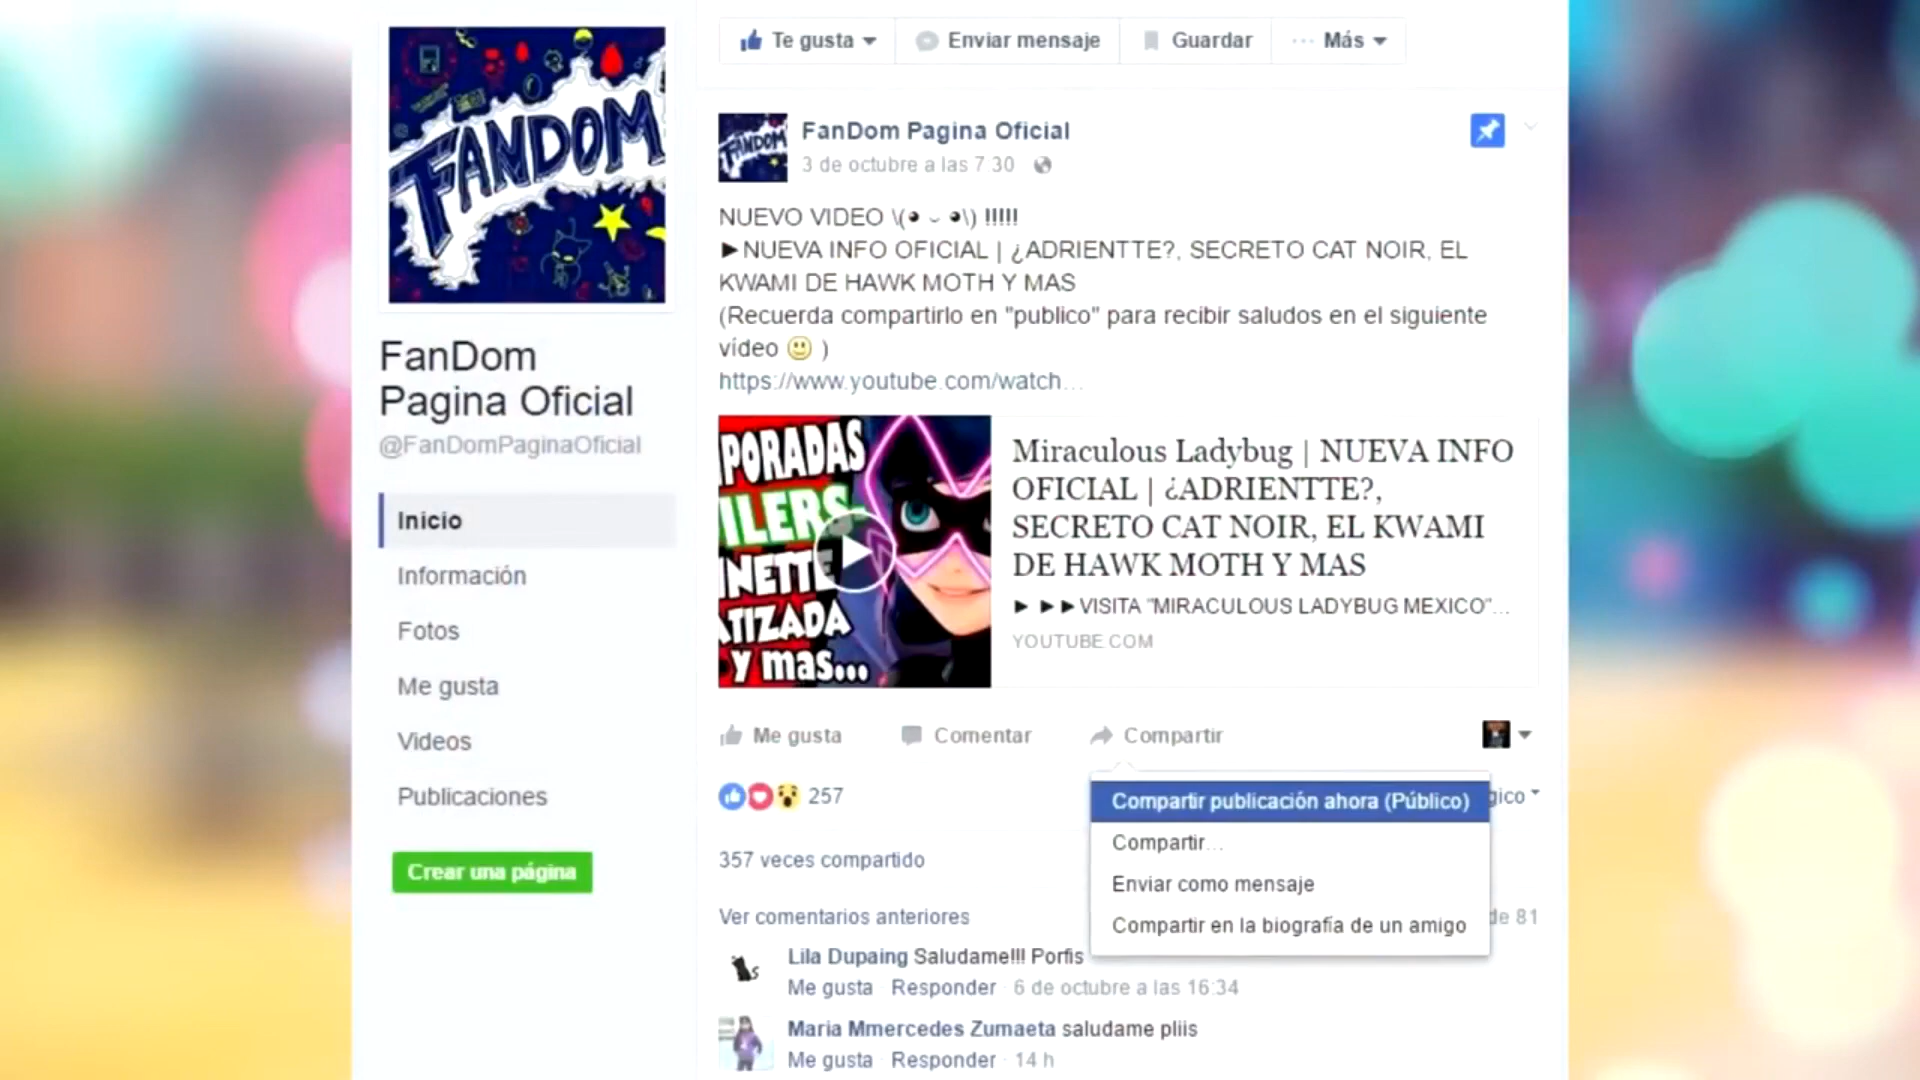 Te gusta
Enviar mensaje
Guardar
Más
FANDOM
FANDOM
FanDom Pagina Oficial
3 de octubre a las 7:30
NUEVO VIDEO \(◕ ⌣ ◕\) !!!!!
►NUEVA INFO OFICIAL | ¿ADRIENTTE?, SECRETO CAT NOIR, EL
KWAMI DE HAWK MOTH Y MAS
(Recuerda compartirlo en "publico" para recibir saludos en el siguiente
vídeo 🙂 )
https://www.youtube.com/watch...
FanDom
Pagina Oficial
@FanDomPaginaOficial
Inicio
Información
Fotos
Me gusta
Videos
Publicaciones
Crear una página
PORADAS
ILERS
NETTE
TIZADA
y mas...
Miraculous Ladybug | NUEVA INFO
OFICIAL | ¿ADRIENTTE?,
SECRETO CAT NOIR, EL KWAMI
DE HAWK MOTH Y MAS
►►►VISITA "MIRACULOUS LADYBUG MEXICO"...
YOUTUBE.COM
Me gusta
Comentar
Compartir
257
gico
Compartir publicación ahora (Público)
Compartir...
Enviar como mensaje
Compartir en la biografía de un amigo
357 veces compartido
Ver comentarios anteriores
de 81
Lila Dupaing Saludame!!! Porfis
Me gusta · Responder · 6 de octubre a las 16:34
Maria Mmercedes Zumaeta saludame pliis
Me gusta · Responder · 14 h